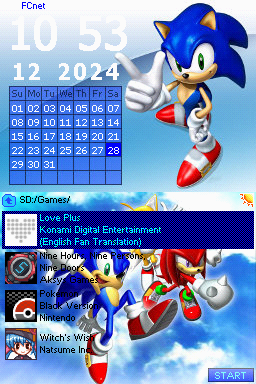 FCnet
10 53
12 2024
Su Mo Tu We Th Fr Sa
01 02 03 04 05 06 07
08 09 10 11 12 13 14
15 16 17 18 19 20 21
22 23 24 25 26 27 28
29 30 31
SD:/Games/
Love Plus
Konami Digital Entertainment
(English Fan Translation)
Nine Hours, Nine Persons,
Nine Doors
Aksys Games
Pokemon
Black Version
Nintendo
Witch's Wish
Natsume Inc
START